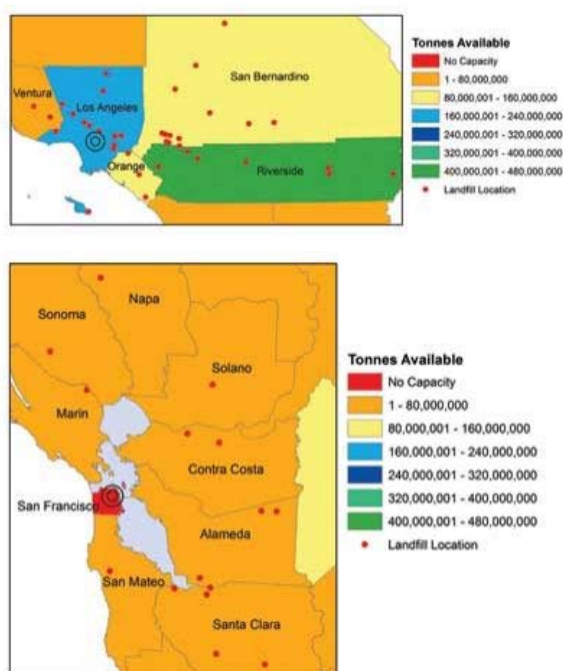 Tonnes Available
No Capacity
1 - 80,000,000
80,000,001 - 160,000,000
160,000,001 - 240,000,000
240,000,001 - 320,000,000
320,000,001 - 400,000,000
400,000,001 - 480,000,000
Landfill Location
San Bernardino
Ventura
Los Angeles
Orange
Riverside
Napa
Sonoma
Solano
Marin
Contra Costa
San Francisco
Alameda
San Mateo
Santa Clara
Tonnes Available
No Capacity
1 - 80,000,000
80,000,001 - 160,000,000
160,000,001 - 240,000,000
240,000,001 - 320,000,000
320,000,001 - 400,000,000
400,000,001 - 480,000,000
Landfill Location